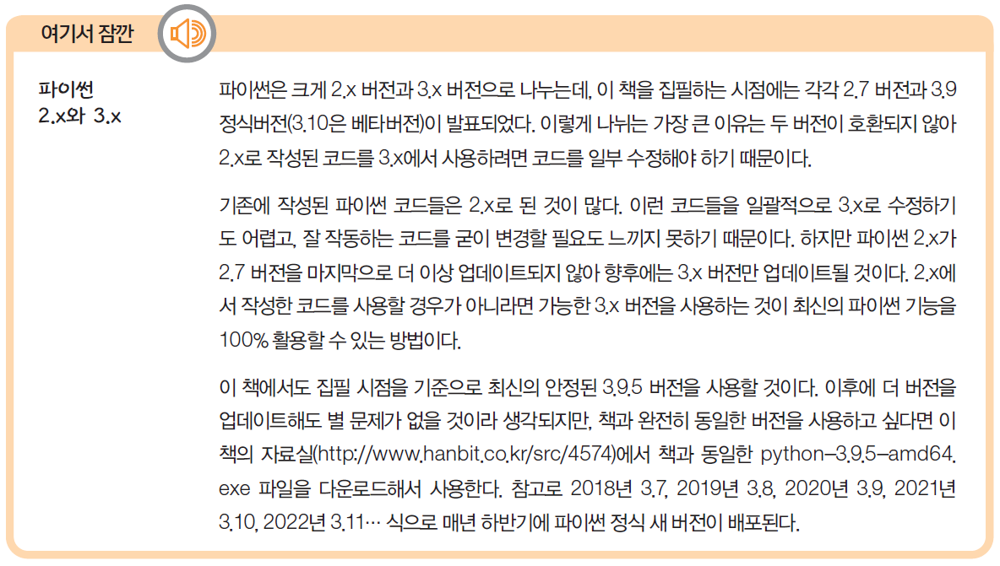 여기서 잠깐
파이썬
2.x와 3.x
파이썬은 크게 2.x 버전과 3.x 버전으로 나누는데, 이 책을 집필하는 시점에는 각각 2.7 버전과 3.9
정식버전(3.10은 베타버전)이 발표되었다. 이렇게 나뉘는 가장 큰 이유는 두 버전이 호환되지 않아
2.x로 작성된 코드를 3.x에서 사용하려면 코드를 일부 수정해야 하기 때문이다.
기존에 작성된 파이썬 코드들은 2.x로 된 것이 많다. 이런 코드들을 일괄적으로 3.x로 수정하기
도 어렵고, 잘 작동하는 코드를 굳이 변경할 필요도 느끼지 못하기 때문이다. 하지만 파이썬 2.x가
2.7 버전을 마지막으로 더 이상 업데이트되지 않아 향후에는 3.x 버전만 업데이트될 것이다. 2.x에
서 작성한 코드를 사용할 경우가 아니라면 가능한 3.x 버전을 사용하는 것이 최신의 파이썬 기능을
100% 활용할 수 있는 방법이다.
이 책에서도 집필 시점을 기준으로 최신의 안정된 3.9.5 버전을 사용할 것이다. 이후에 더 버전을
업데이트해도 별 문제가 없을 것이라 생각되지만, 책과 완전히 동일한 버전을 사용하고 싶다면 이
책의 자료실(http://www.hanbit.co.kr/src/4574)에서 책과 동일한 python-3.9.5-amd64.
exe 파일을 다운로드해서 사용한다. 참고로 2018년 3.7, 2019년 3.8, 2020년 3.9, 2021년
3.10, 2022년 3.11… 식으로 매년 하반기에 파이썬 정식 새 버전이 배포된다.